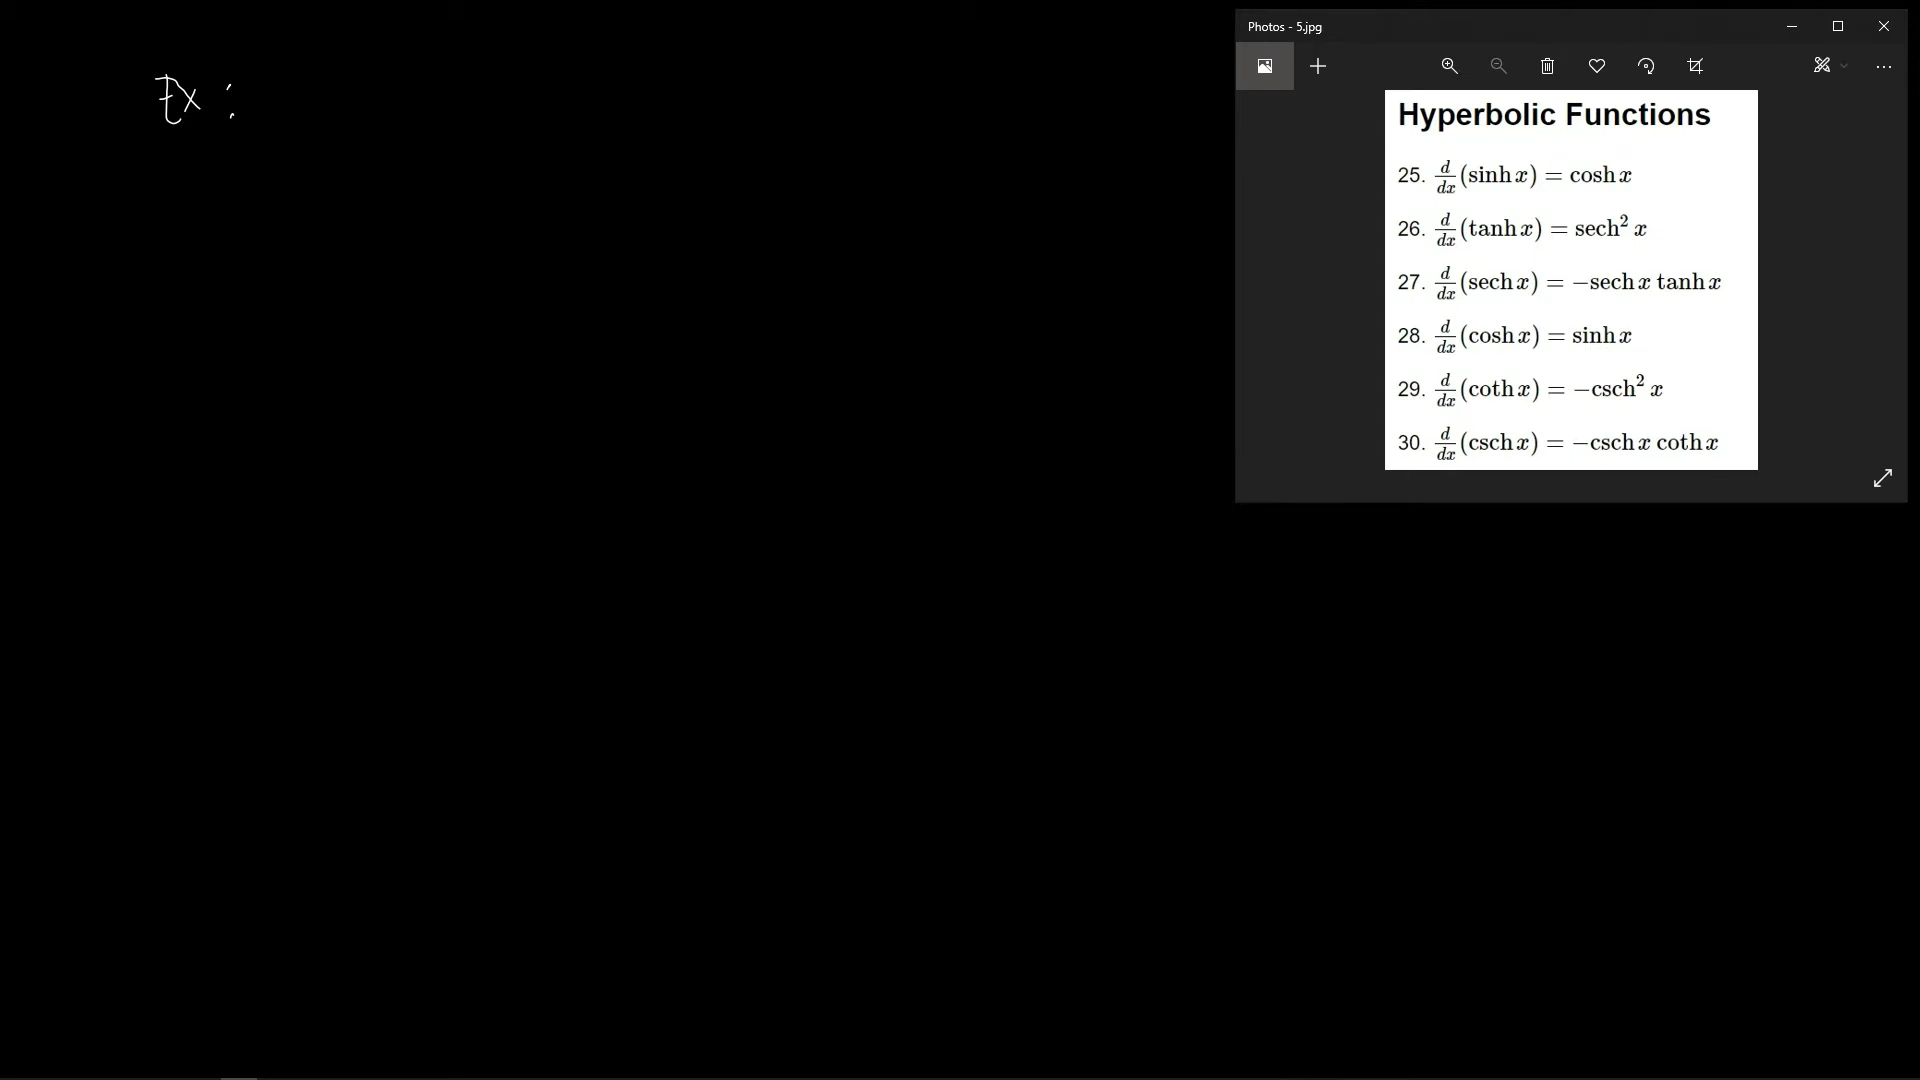 Ex :
Photos - 5.jpg
Hyperbolic Functions
25. d/dx (sinh x) = cosh x
26. d/dx (tanh x) = sech² x
27. d/dx (sech x) = −sech x tanh x
28. d/dx (cosh x) = sinh x
29. d/dx (coth x) = −csch² x
30. d/dx (csch x) = −csch x coth x